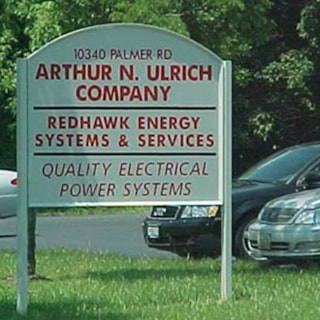 10340 PALMER RD
ARTHUR N. ULRICH
COMPANY
REDHAWK ENERGY
SYSTEMS & SERVICES
QUALITY ELECTRICAL
POWER SYSTEMS